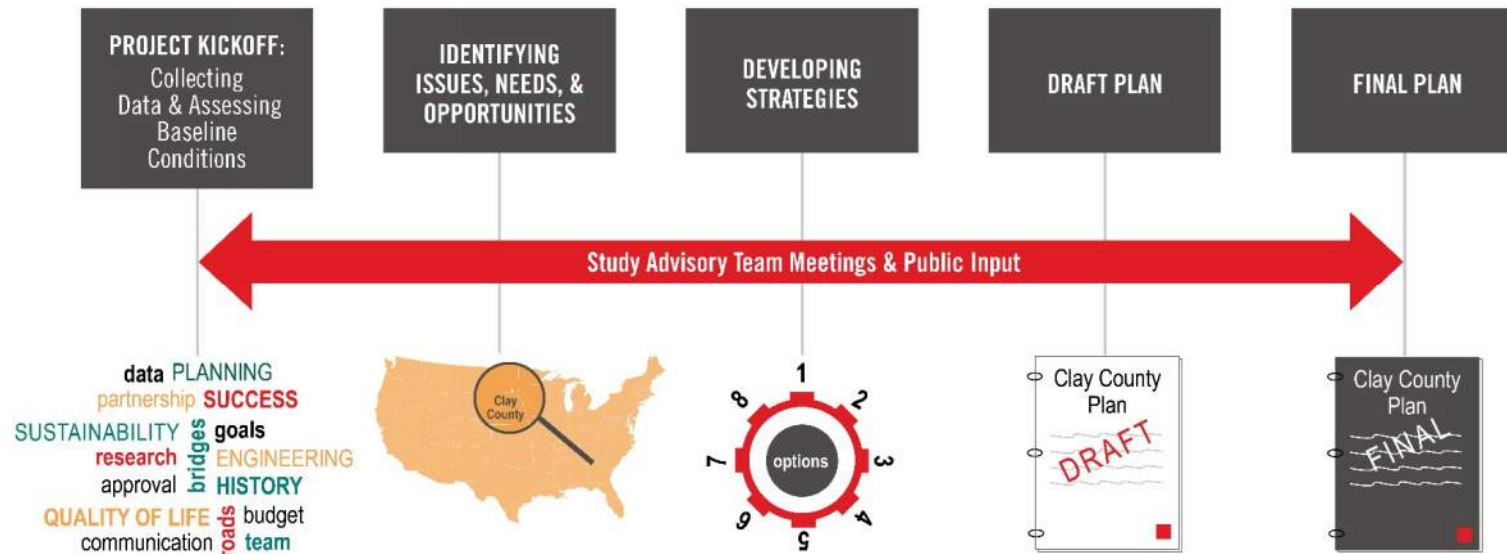 PROJECT KICKOFF:
Collecting
Data & Assessing
Baseline
Conditions
IDENTIFYING
ISSUES, NEEDS, &
OPPORTUNITIES
DEVELOPING
STRATEGIES
DRAFT PLAN
FINAL PLAN
Study Advisory Team Meetings & Public Input
data PLANNING
partnership SUCCESS
SUSTAINABILITY
bridges
goals
research
ENGINEERING
approval
HISTORY
QUALITY OF LIFE
roads
budget
communication
team
Clay
County
1
2
3
4
5
6
7
8
options
Clay County
Plan
DRAFT
Clay County
Plan
FINAL